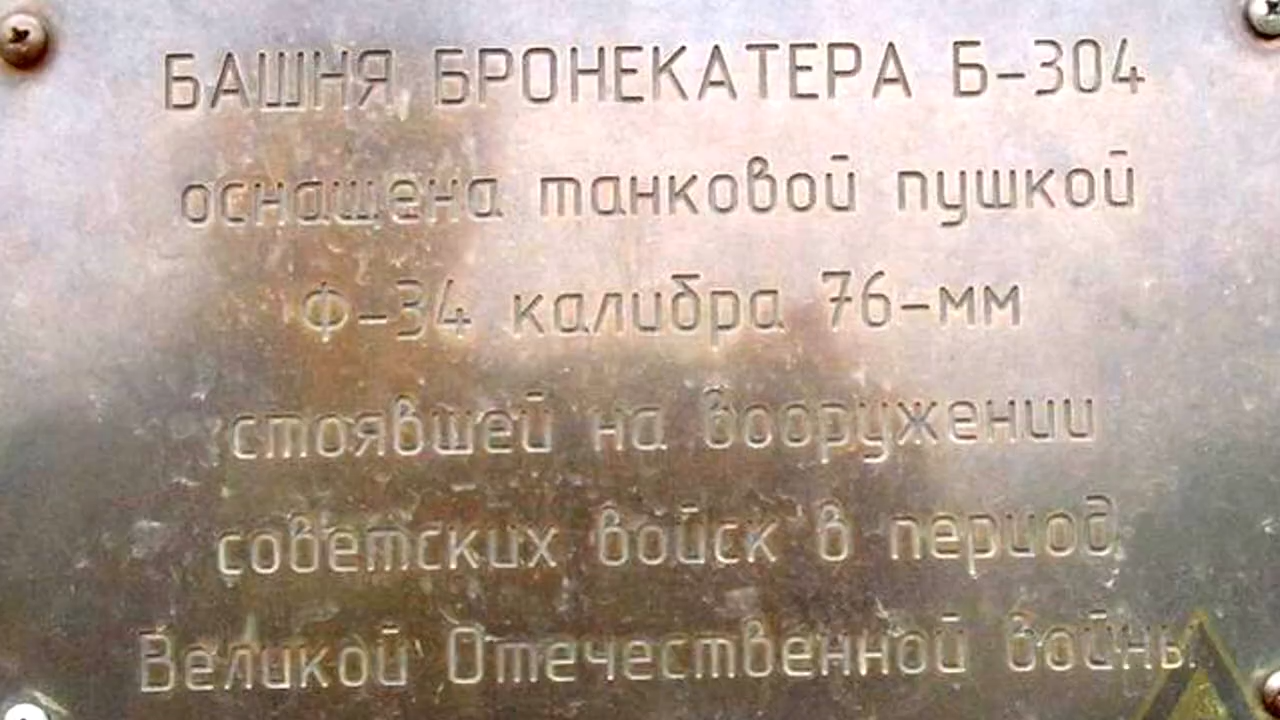 БАШНЯ БРОНЕКАТЕРА Б-304
оснащена танковой пушкой
Ф-34 калибра 76-мм
стоявшей на вооружении
советских войск в период
Великой Отечественной войны